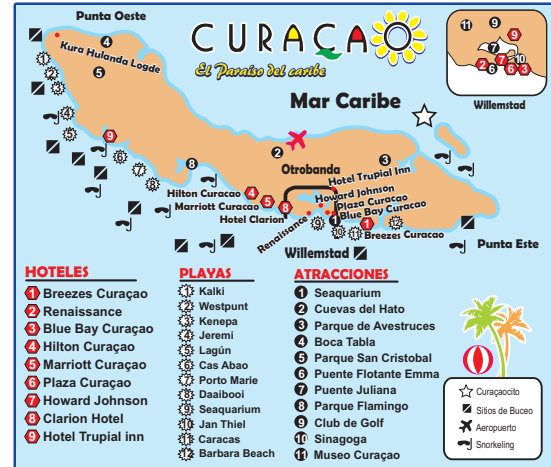 CURAÇAO
El Paraíso del caribe
Punta Oeste
Kura Hulanda Logde
Mar Caribe
Willemstad
Otrobanda
Hotel Trupial Inn
Howard Johnson
Plaza Curacao
Blue Bay Curacao
Breezes Curacao
Hilton Curacao
Marriott Curacao
Hotel Clarion
Renaissance
Willemstad
Punta Este
HOTELES
1 Breezes Curaçao
2 Renaissance
3 Blue Bay Curaçao
4 Hilton Curaçao
5 Marriott Curaçao
6 Plaza Curaçao
7 Howard Johnson
8 Clarion Hotel
9 Hotel Trupial inn
PLAYAS
1 Kalki
2 Westpunt
3 Kenepa
4 Jeremi
5 Lagún
6 Cas Abao
7 Porto Marie
8 Daaibooi
9 Seaquarium
10 Jan Thiel
11 Caracas
12 Barbara Beach
ATRACCIONES
1 Seaquarium
2 Cuevas del Hato
3 Parque de Avestruces
4 Boca Tabla
5 Parque San Cristobal
6 Puente Flotante Emma
7 Puente Juliana
8 Parque Flamingo
9 Club de Golf
10 Sinagoga
11 Museo Curaçao
Curaçaocito
Sitios de Buceo
Aeropuerto
Snorkeling